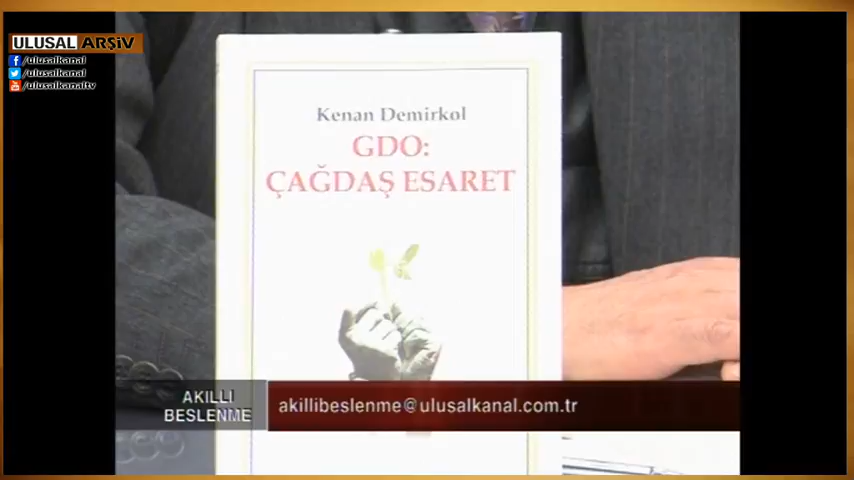 ULUSAL ARŞİV
/ulusalkanal
/ulusalkanal
/ulusalkanaltv
Kenan Demirkol
GDO:
ÇAĞDAŞ ESARET
AKILLI
BESLENME
akillibeslenme@ulusalkanal.com.tr